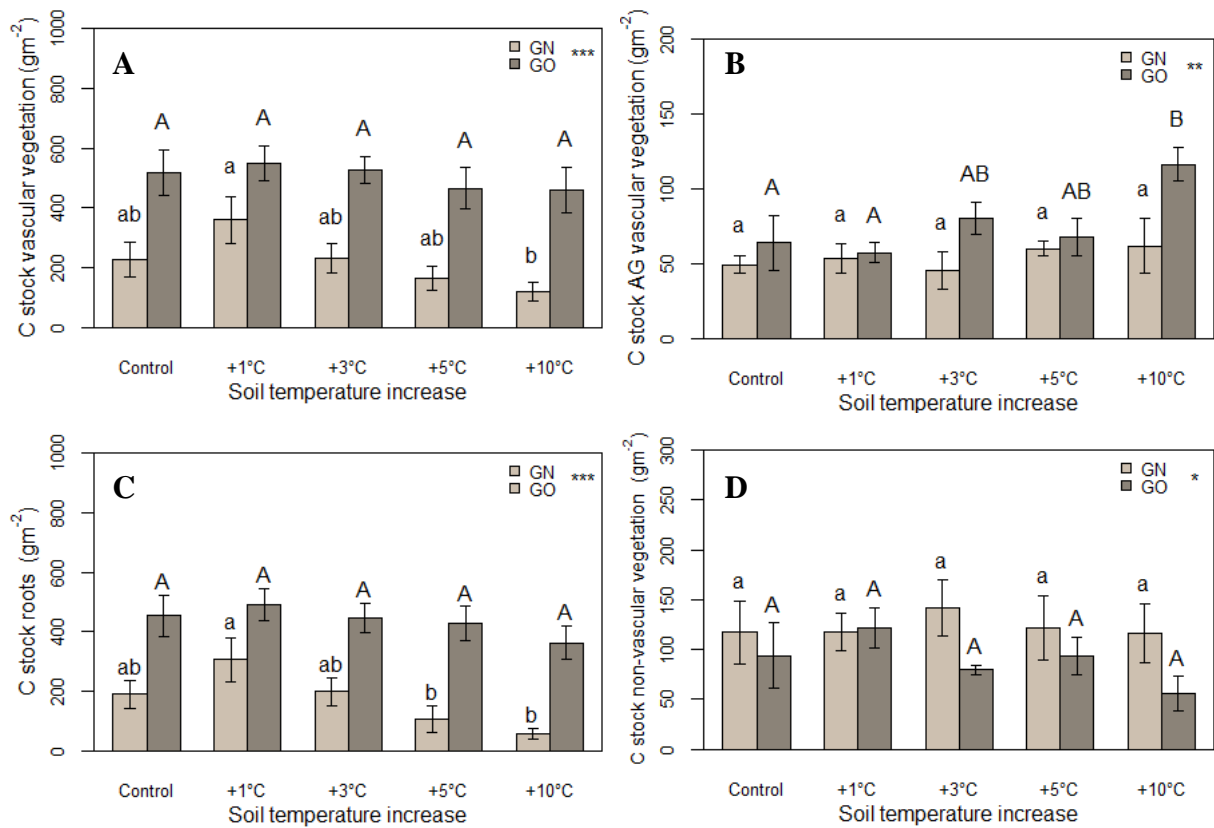 A
C stock vascular vegetation (gm-2)
1000
800
600
400
200
0
GN
GO
***
ab
A
a
A
ab
A
ab
A
b
A
Control
+1°C
+3°C
+5°C
+10°C
Soil temperature increase
B
C stock AG vascular vegetation (gm-2)
200
150
100
50
0
GN
GO
**
a
A
a
A
a
AB
a
AB
a
B
Control
+1°C
+3°C
+5°C
+10°C
Soil temperature increase
C
C stock roots (gm-2)
1000
800
600
400
200
0
GN
GO
***
ab
A
a
A
ab
A
b
A
b
A
Control
+1°C
+3°C
+5°C
+10°C
Soil temperature increase
D
C stock non-vascular vegetation (gm-2)
300
250
200
150
100
50
0
GN
GO
*
a
A
a
A
a
A
a
A
a
A
Control
+1°C
+3°C
+5°C
+10°C
Soil temperature increase